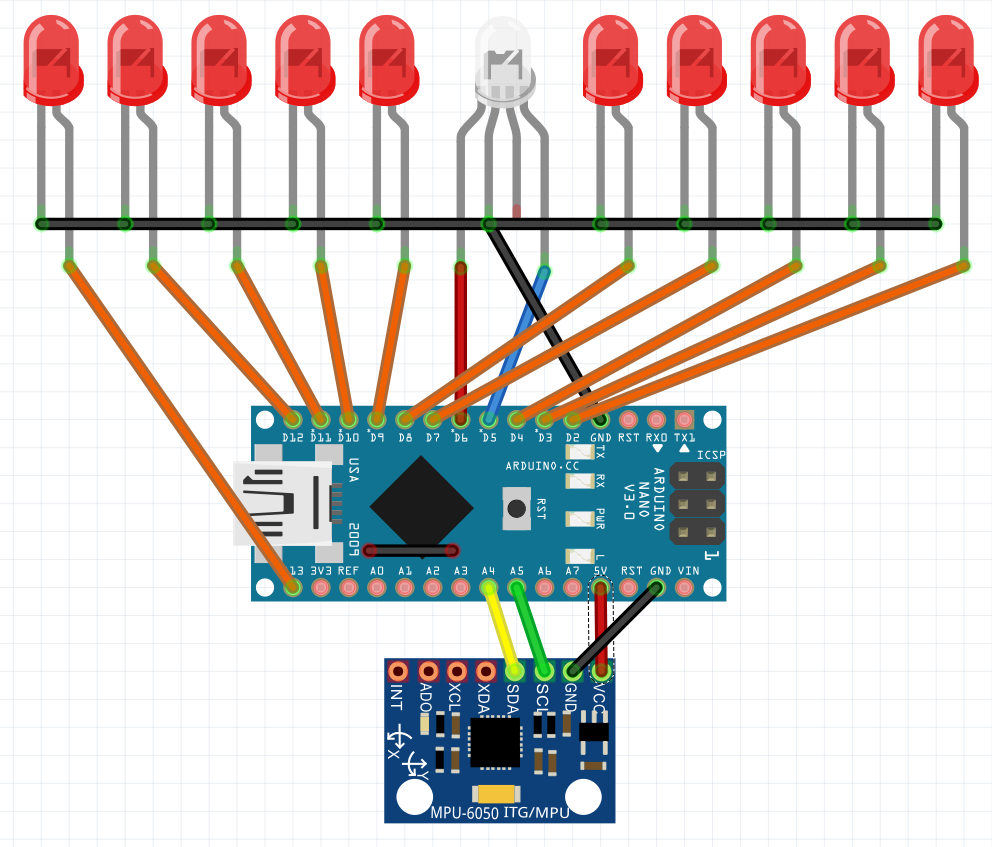 D12 D11 D10 D9 D8 D7 D6 D5 D4 D3 D2 GND RST RX0 TX1
ICSP
USA
2009
ARDUINO.CC
RST
TX
RX
PWR
L
ARDUINO
NANO
V3.0
1
13 3V3 REF A0 A1 A2 A3 A4 A5 A6 A7 5V RST GND VIN
INT ADO XCL XDA SDA SCL GND VCC
X
Y
MPU-6050 ITG/MPU